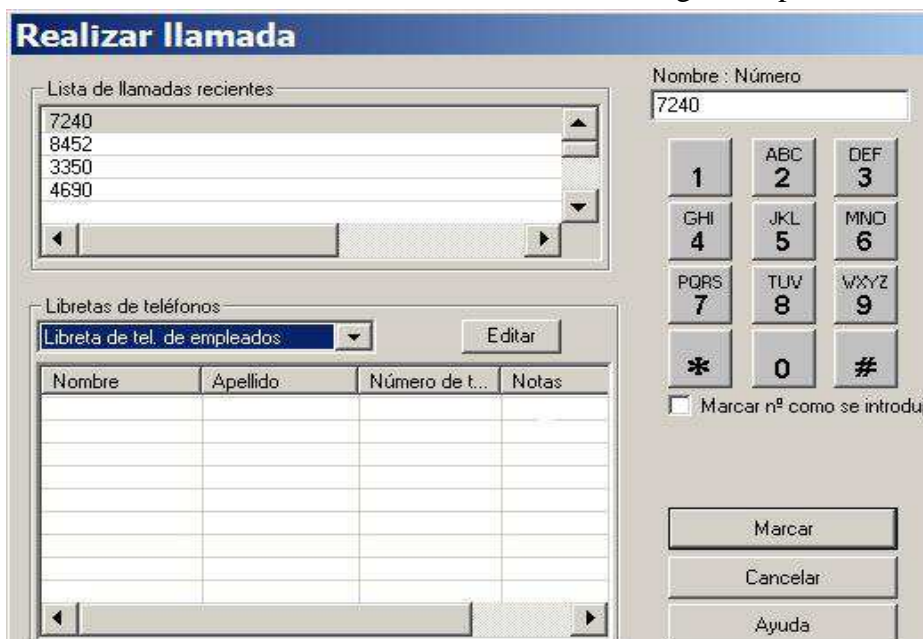 Realizar llamada
Lista de llamadas recientes
7240
8452
3350
4690
Libretas de teléfonos
Libreta de tel. de empleados
Editar
Nombre Apellido Número de t... Notas
Nombre : Número
7240
1 ABC 2 DEF 3
GHI 4 JKL 5 MNO 6
PQRS 7 TUV 8 WXYZ 9
* 0 #
Marcar nº como se introdu
Marcar
Cancelar
Ayuda